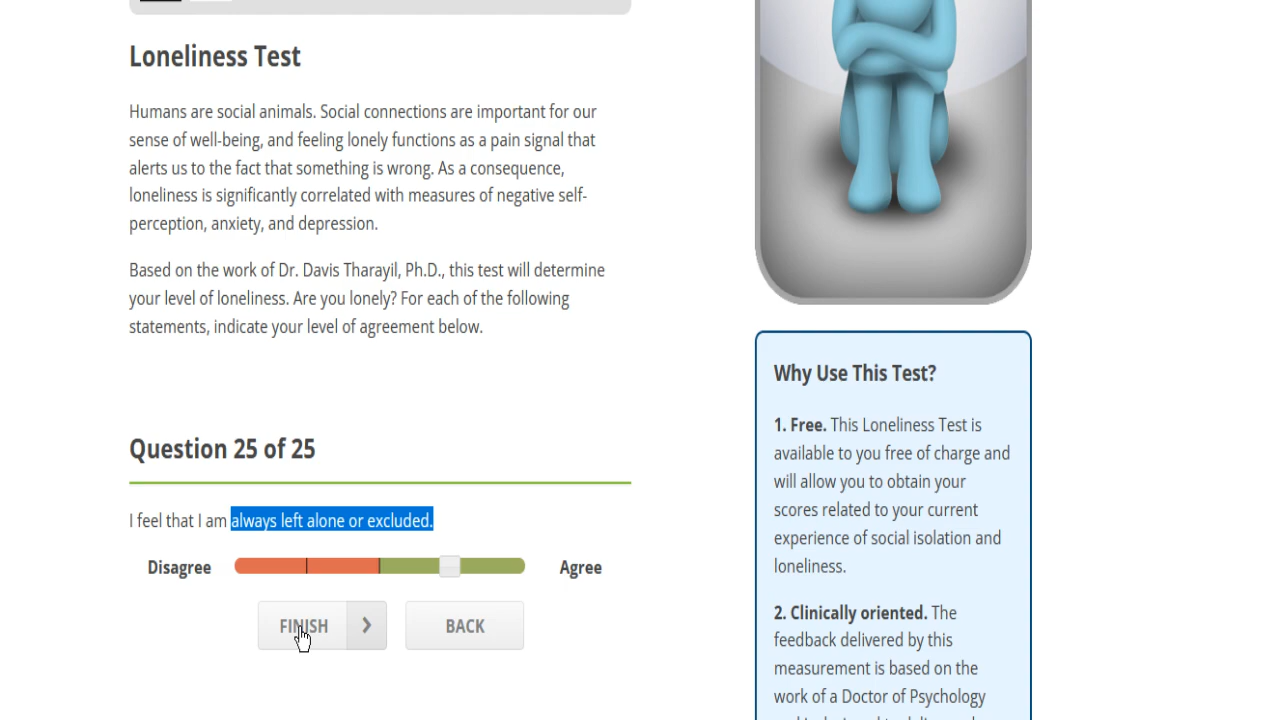 Loneliness Test
Humans are social animals. Social connections are important for our
sense of well-being, and feeling lonely functions as a pain signal that
alerts us to the fact that something is wrong. As a consequence,
loneliness is significantly correlated with measures of negative self-
perception, anxiety, and depression.
Based on the work of Dr. Davis Tharayil, Ph.D., this test will determine
your level of loneliness. Are you lonely? For each of the following
statements, indicate your level of agreement below.
Question 25 of 25
I feel that I am always left alone or excluded.
Disagree
Agree
FINISH
BACK
Why Use This Test?
1. Free. This Loneliness Test is
available to you free of charge and
will allow you to obtain your
scores related to your current
experience of social isolation and
loneliness.
2. Clinically oriented. The
feedback delivered by this
measurement is based on the
work of a Doctor of Psychology